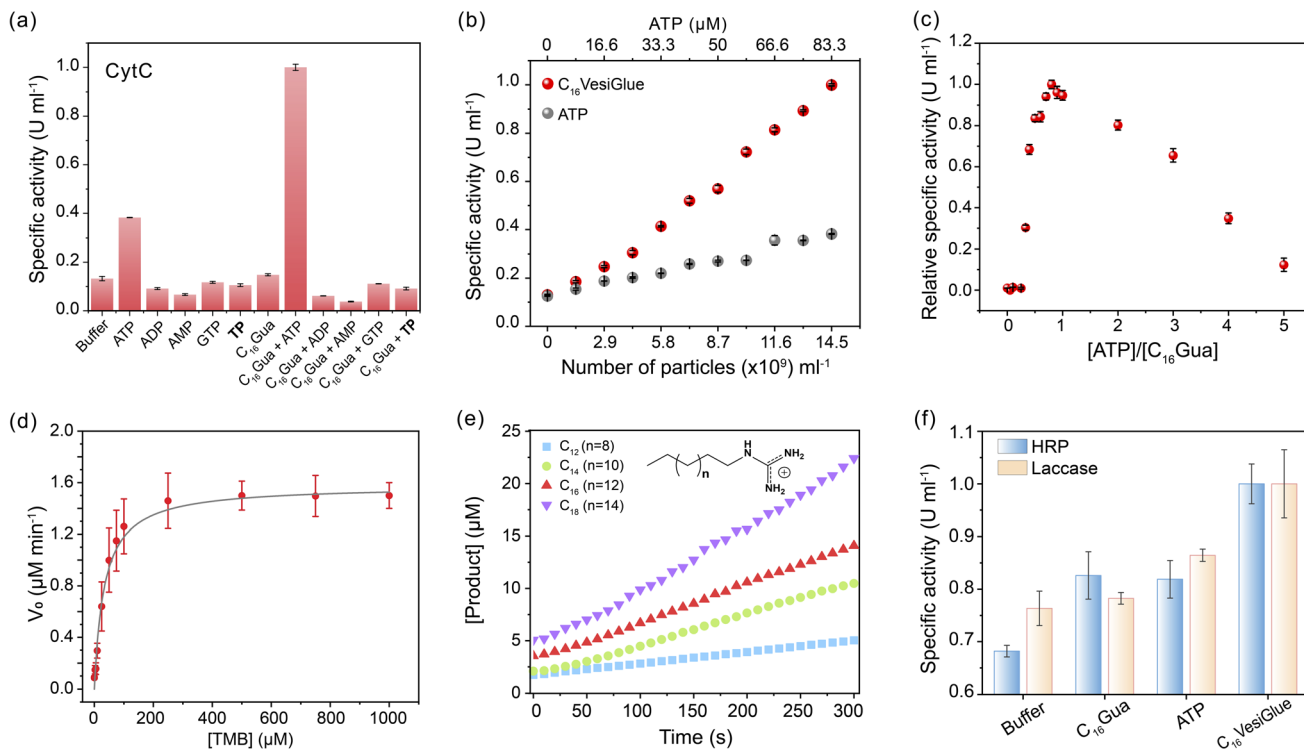 (a)
CytC
Specific activity (U ml⁻¹)
1.0
0.8
0.6
0.4
0.2
0.0
Buffer
ATP
ADP
AMP
GTP
TP
C₁₆Gua
C₁₆Gua + ATP
C₁₆Gua + ADP
C₁₆Gua + AMP
C₁₆Gua + GTP
C₁₆Gua + TP
(b)
ATP (μM)
0 16.6 33.3 50 66.6 83.3
C₁₆VesiGlue
ATP
Specific activity (U ml⁻¹)
1.0
0.8
0.6
0.4
0.2
0.0
0 2.9 5.8 8.7 11.6 14.5
Number of particles (x10⁹) ml⁻¹
(c)
Relative specific activity (U ml⁻¹)
1.2
1.0
0.8
0.6
0.4
0.2
0.0
0 1 2 3 4 5
[ATP]/[C₁₆Gua]
(d)
V₀ (μM min⁻¹)
2.0
1.6
1.2
0.8
0.4
0.0
0 200 400 600 800 1000
[TMB] (μM)
(e)
C₁₂ (n=8)
C₁₄ (n=10)
C₁₆ (n=12)
C₁₈ (n=14)
H
N
NH₂
n
+
NH₂
[Product] (μM)
25
20
15
10
5
0
0 50 100 150 200 250 300
Time (s)
(f)
HRP
Laccase
Specific activity (U ml⁻¹)
1.1
1.0
0.9
0.8
0.7
0.6
Buffer
C₁₆Gua
ATP
C₁₆VesiGlue